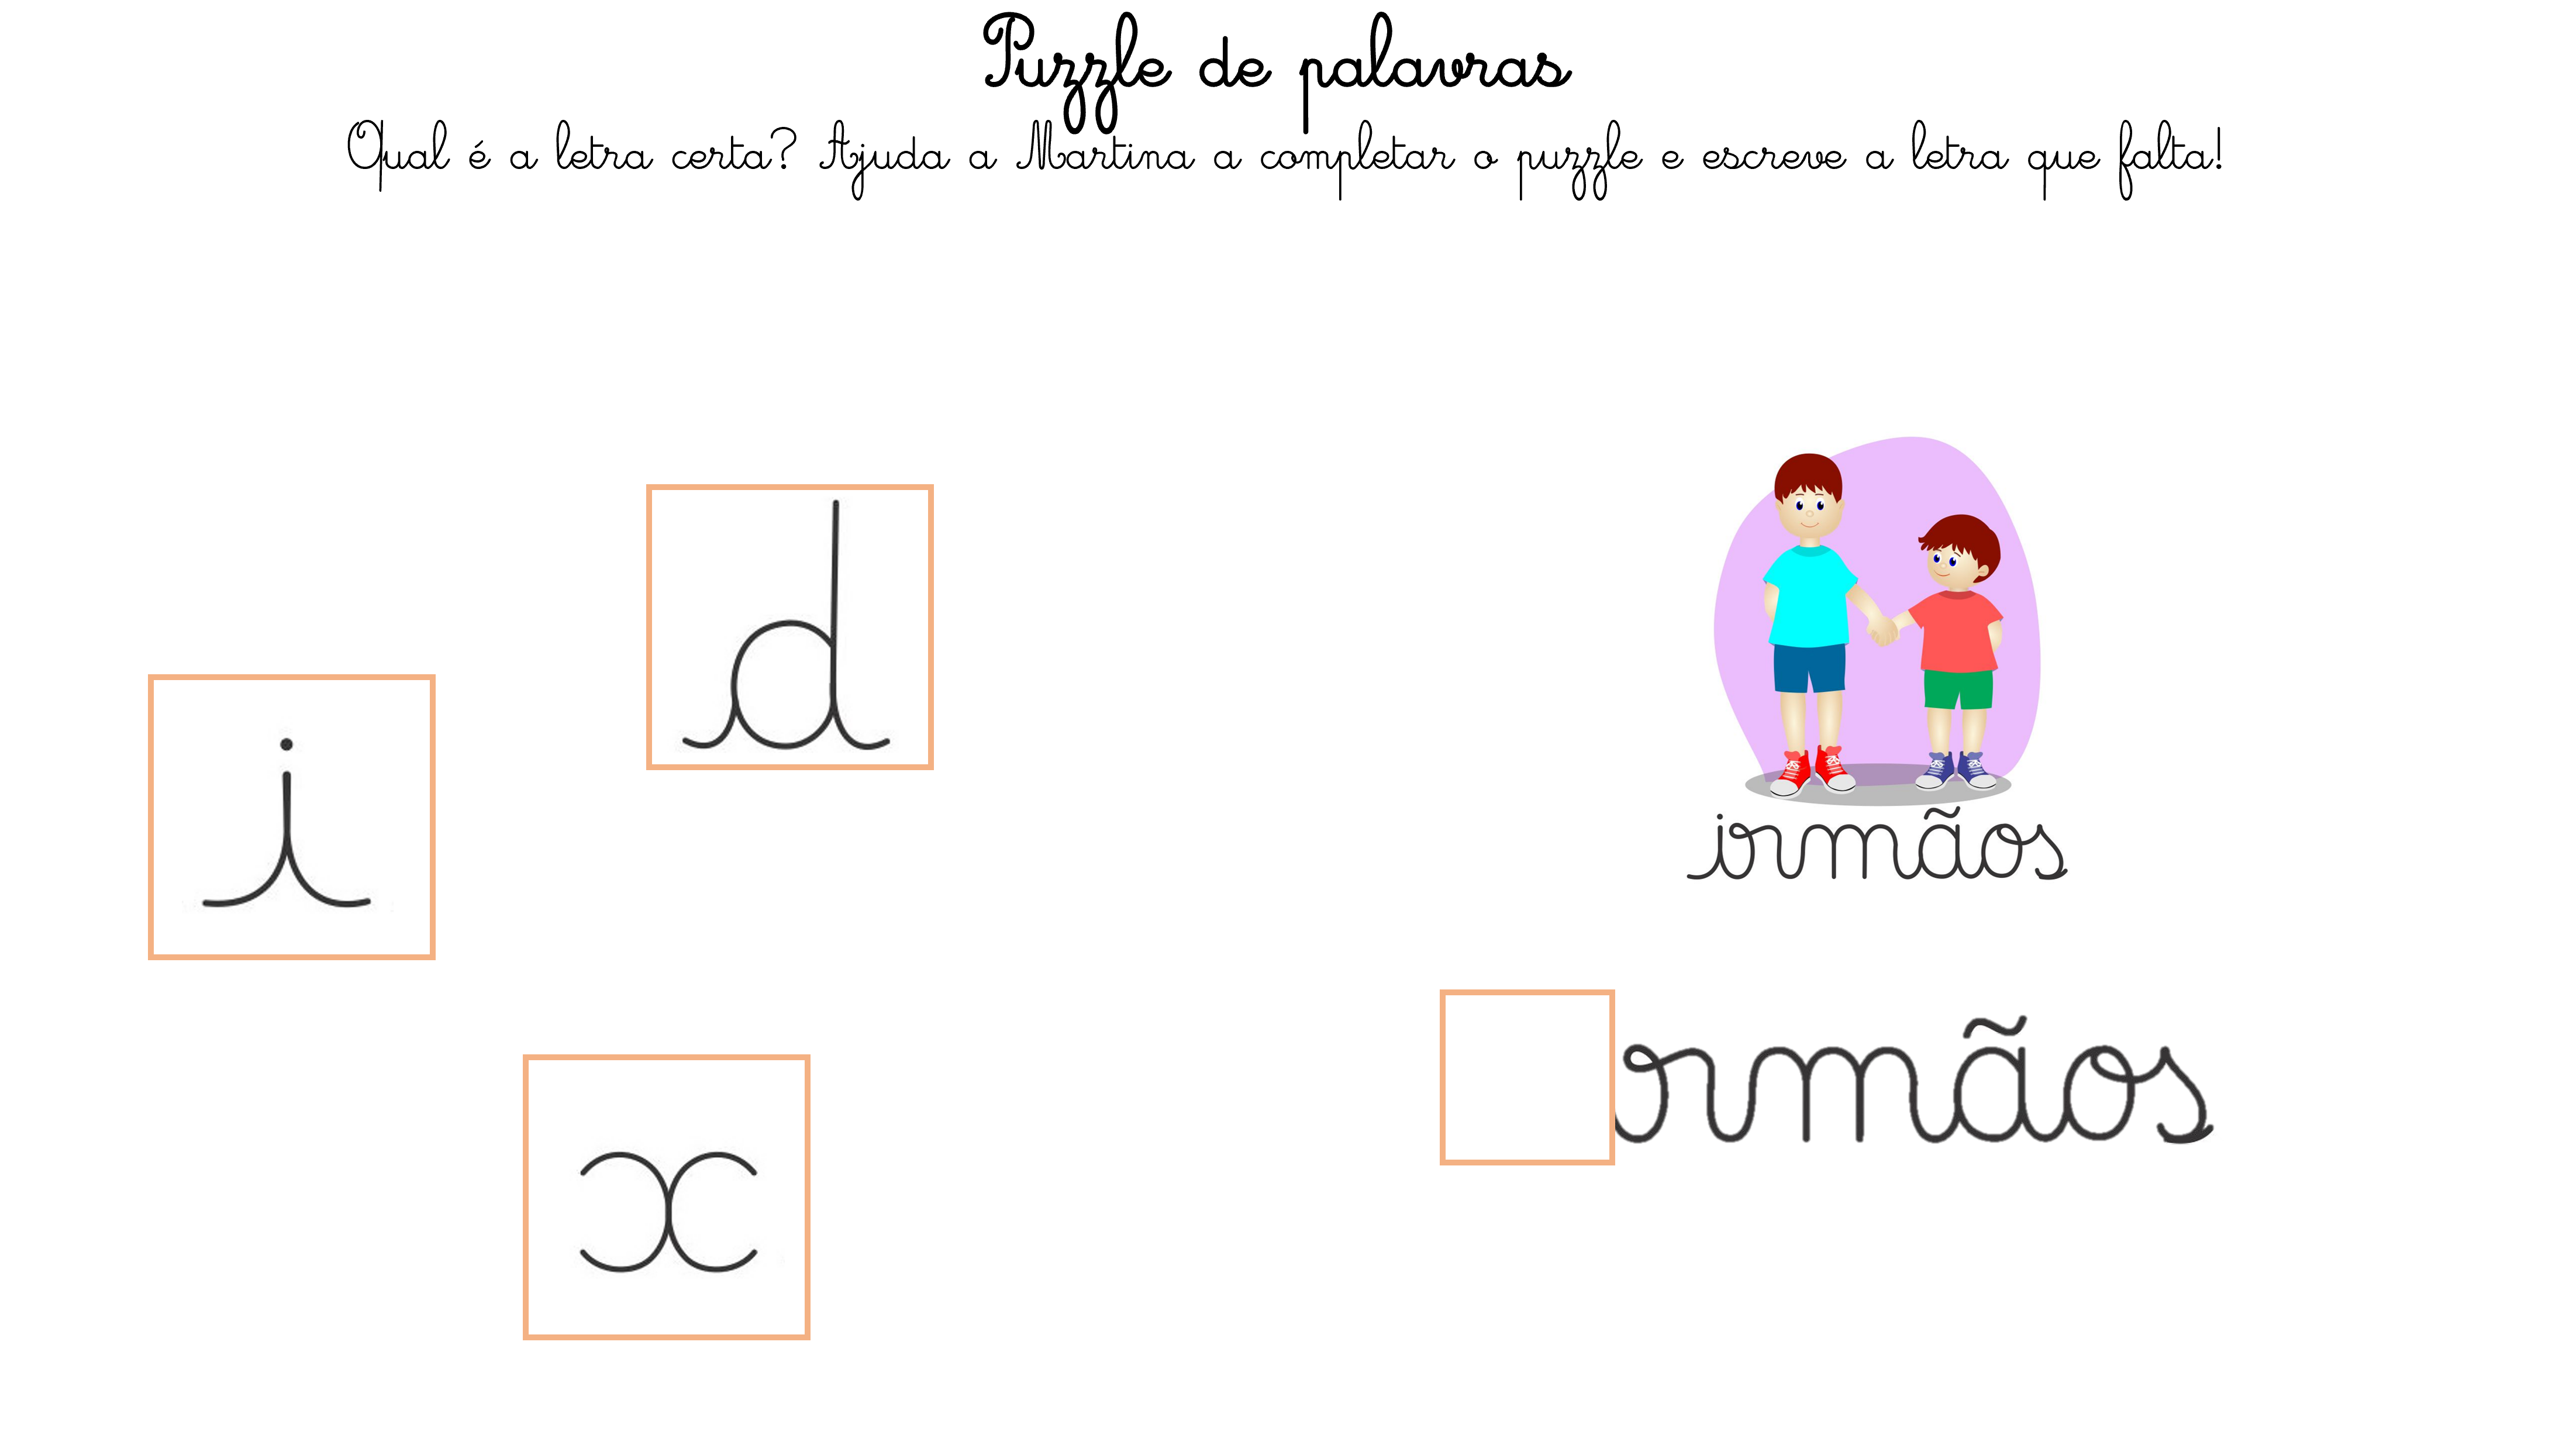 Puzzle de palavras
Qual é a letra certa? Ajuda a Martina a completar o puzzle e escreve a letra que falta!
d
i
irmãos
rmãos
x